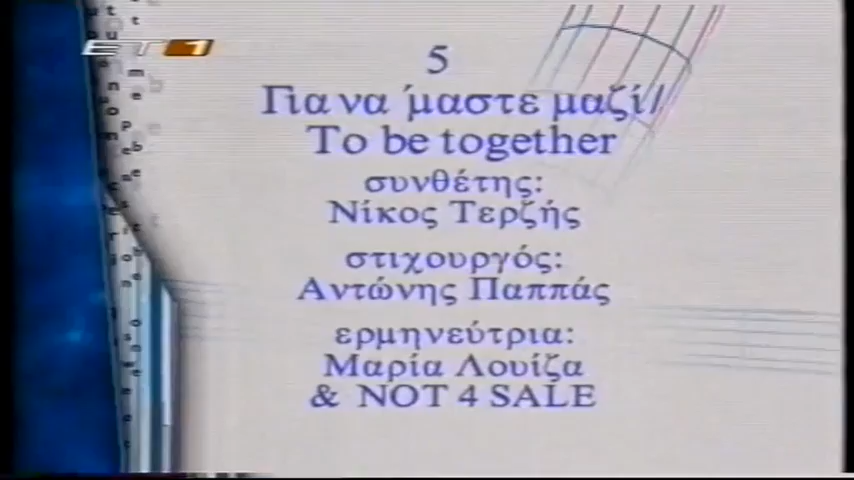 ET1
5
Για να 'μαστε μαζί/
To be together
συνθέτης:
Νίκος Τερζής
στιχουργός:
Αντώνης Παππάς
ερμηνεύτρια:
Μαρία Λουίζα
& NOT 4 SALE